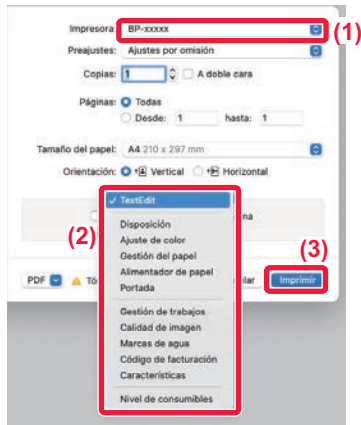 Impresora: BP-xxxxx (1)
Preajustes: Ajustes por omisión
Copias: 1 A doble cara
Páginas: Todas
Desde: 1 hasta: 1
Tamaño del papel: A4 210 x 297 mm
Orientación: Vertical Horizontal
✓ TextEdit
(2)
Disposición
Ajuste de color
Gestión del papel
Alimentador de papel
Portada
Gestión de trabajos
Calidad de imagen
Marcas de agua
Código de facturación
Características
Nivel de consumibles
(3)
PDF Imprimir